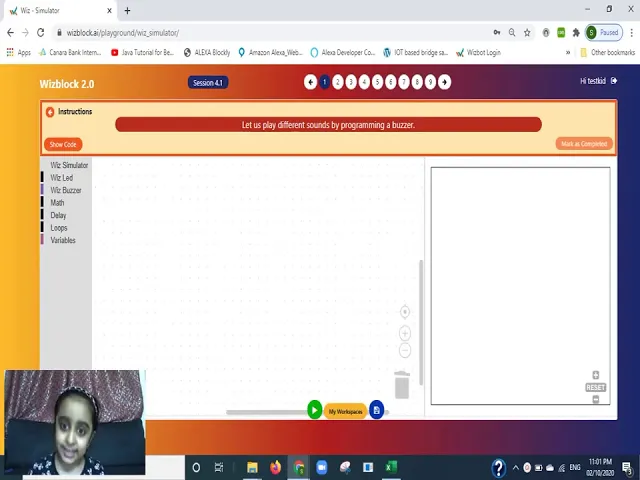 Wiz - Simulator
wizblock.ai/playground/wiz_simulator/
Paused
Apps
Canara Bank Intern...
Java Tutorial for Be...
ALEXA Blockly
Amazon Alexa_Web...
Alexa Developer Co...
IOT based bridge sa...
Wizbot Login
»
Other bookmarks
Wizblock 2.0
Session 4.1
1 2 3 4 5 6 7 8 9
Hi testkid
Instructions
Let us play different sounds by programming a buzzer.
Show Code
Mark as Completed
Wiz Simulator
Wiz Led
Wiz Buzzer
Math
Delay
Loops
Variables
RESET
My Workspaces
ENG
11:01 PM
02/10/2020